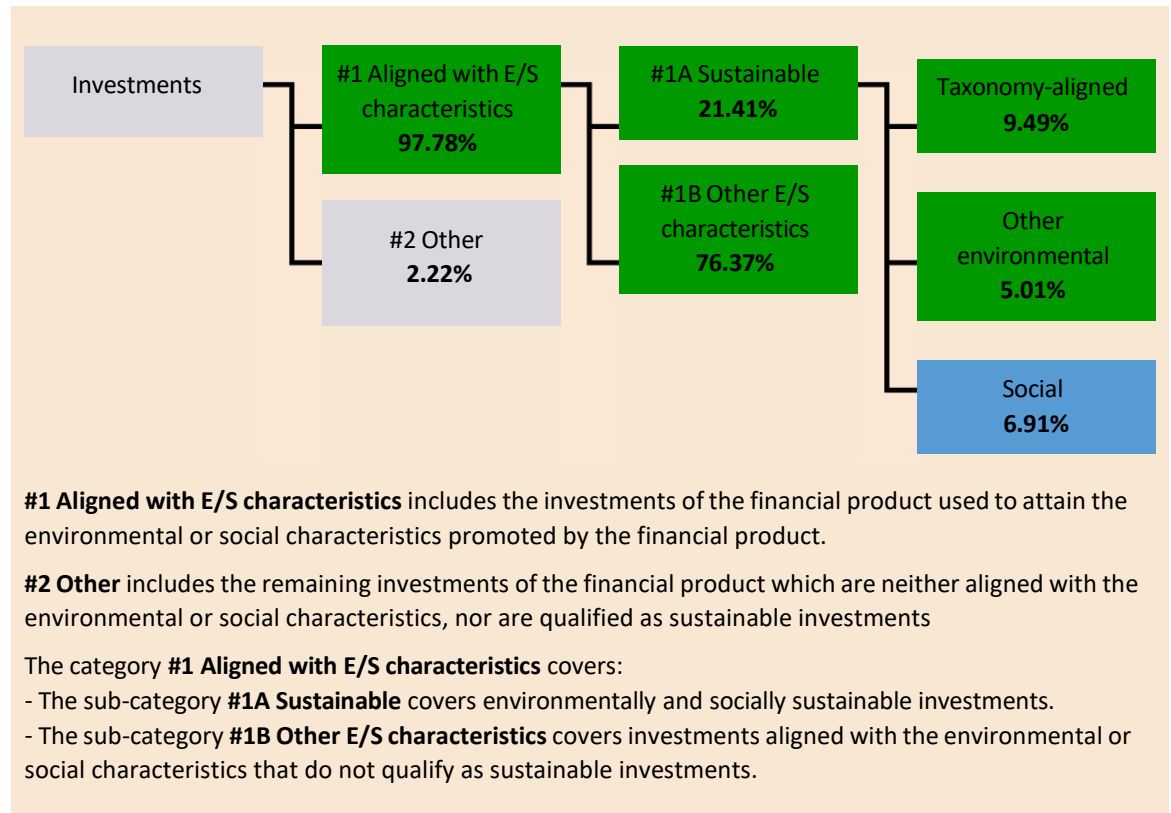 Investments
#1 Aligned with E/S
characteristics
97.78%
#2 Other
2.22%
#1A Sustainable
21.41%
#1B Other E/S
characteristics
76.37%
Taxonomy-aligned
9.49%
Other
environmental
5.01%
Social
6.91%
#1 Aligned with E/S characteristics includes the investments of the financial product used to attain the
environmental or social characteristics promoted by the financial product.
#2 Other includes the remaining investments of the financial product which are neither aligned with the
environmental or social characteristics, nor are qualified as sustainable investments
The category #1 Aligned with E/S characteristics covers:
- The sub-category #1A Sustainable covers environmentally and socially sustainable investments.
- The sub-category #1B Other E/S characteristics covers investments aligned with the environmental or
social characteristics that do not qualify as sustainable investments.